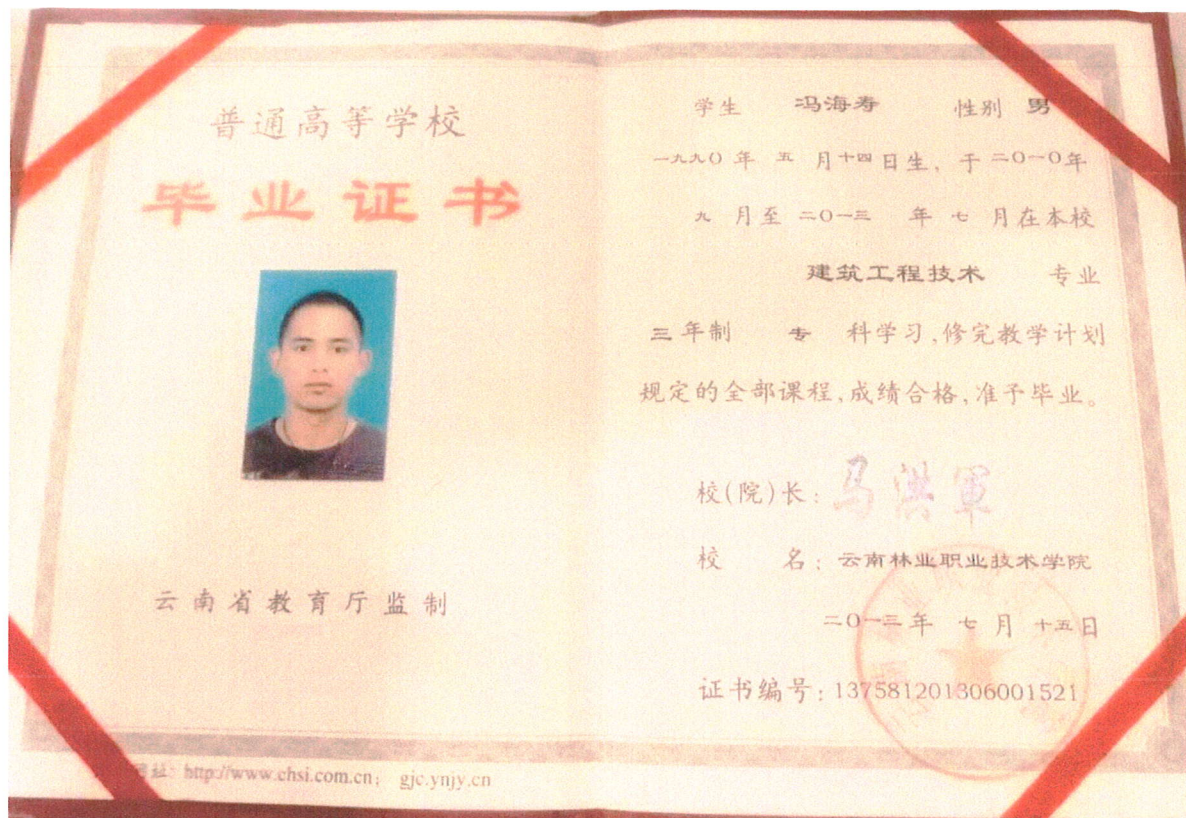 普通高等学校
毕业证书
云南省教育厅监制
网址: http://www.chsi.com.cn; gjc.ynjy.cn
学生 冯海寿 性别 男
一九九〇年 五 月十四日生, 于二〇一〇年
九 月至 二〇一三 年 七 月在本校
建筑工程技术 专业
三年制 专 科学习,修完教学计划
规定的全部课程,成绩合格,准予毕业。
校(院)长: 马洪军
校 名: 云南林业职业技术学院
二〇一三年 七 月 十五日
证书编号: 137581201306001521